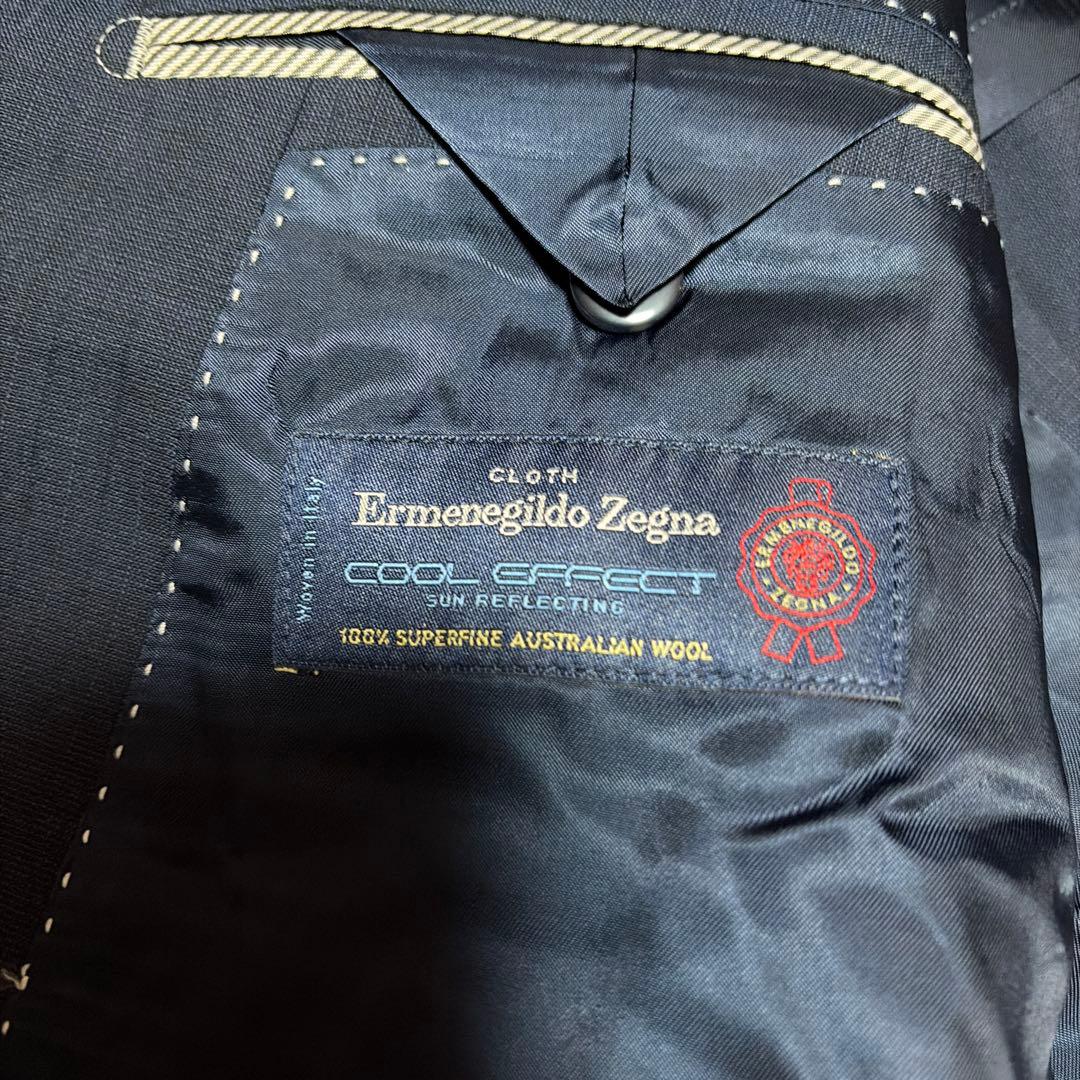 CLOTH
Ermenegildo Zegna
COOL EFFECT
SUN REFLECTING
100% SUPERFINE AUSTRALIAN WOOL
Woven in Italy
ERMENEGILDO
ZEGNA